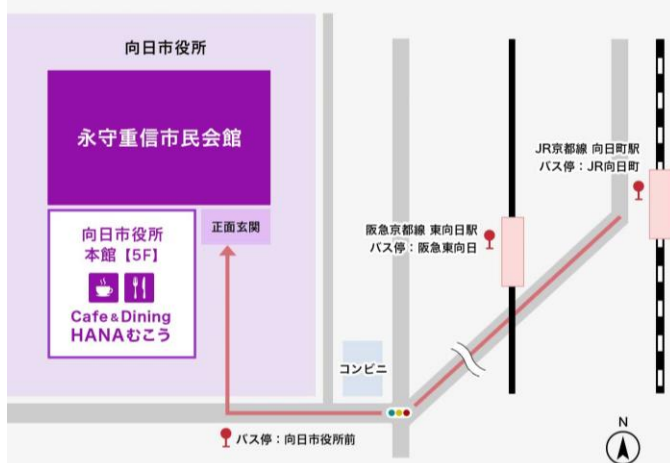 向日市役所
永守重信市民会館
正面玄関
向日市役所
本館【5F】
Cafe&Dining
HANAむこう
JR京都線 向日町駅
バス停：JR向日町
阪急京都線 東向日駅
バス停：阪急東向日
コンビニ
バス停：向日市役所前
N